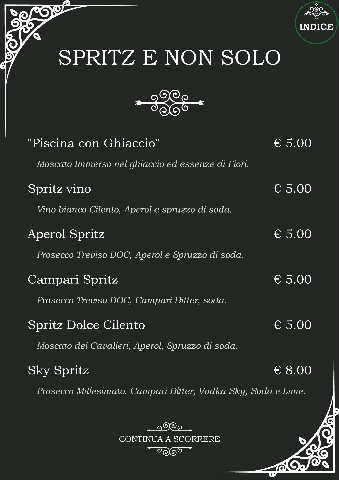 INDICE
SPRITZ E NON SOLO
"Piscina con Ghiaccio" € 5.00
Moscato Immerso nel ghiaccio ed essenze di Fiori.
Spritz vino € 5.00
Vino bianco Cilento, Aperol e spruzzo di soda.
Aperol Spritz € 5.00
Prosecco Treviso DOC, Aperol e Spruzzo di soda.
Campari Spritz € 5.00
Prosecco Treviso DOC, Campari Bitter, soda.
Spritz Dolce Cilento € 5.00
Moscato dei Cavalieri, Aperol, Spruzzo di soda.
Sky Spritz € 8.00
Prosecco Millesimato, Campari Bitter, Vodka Sky, Soda e Lime.
CONTINUA A SCORRERE